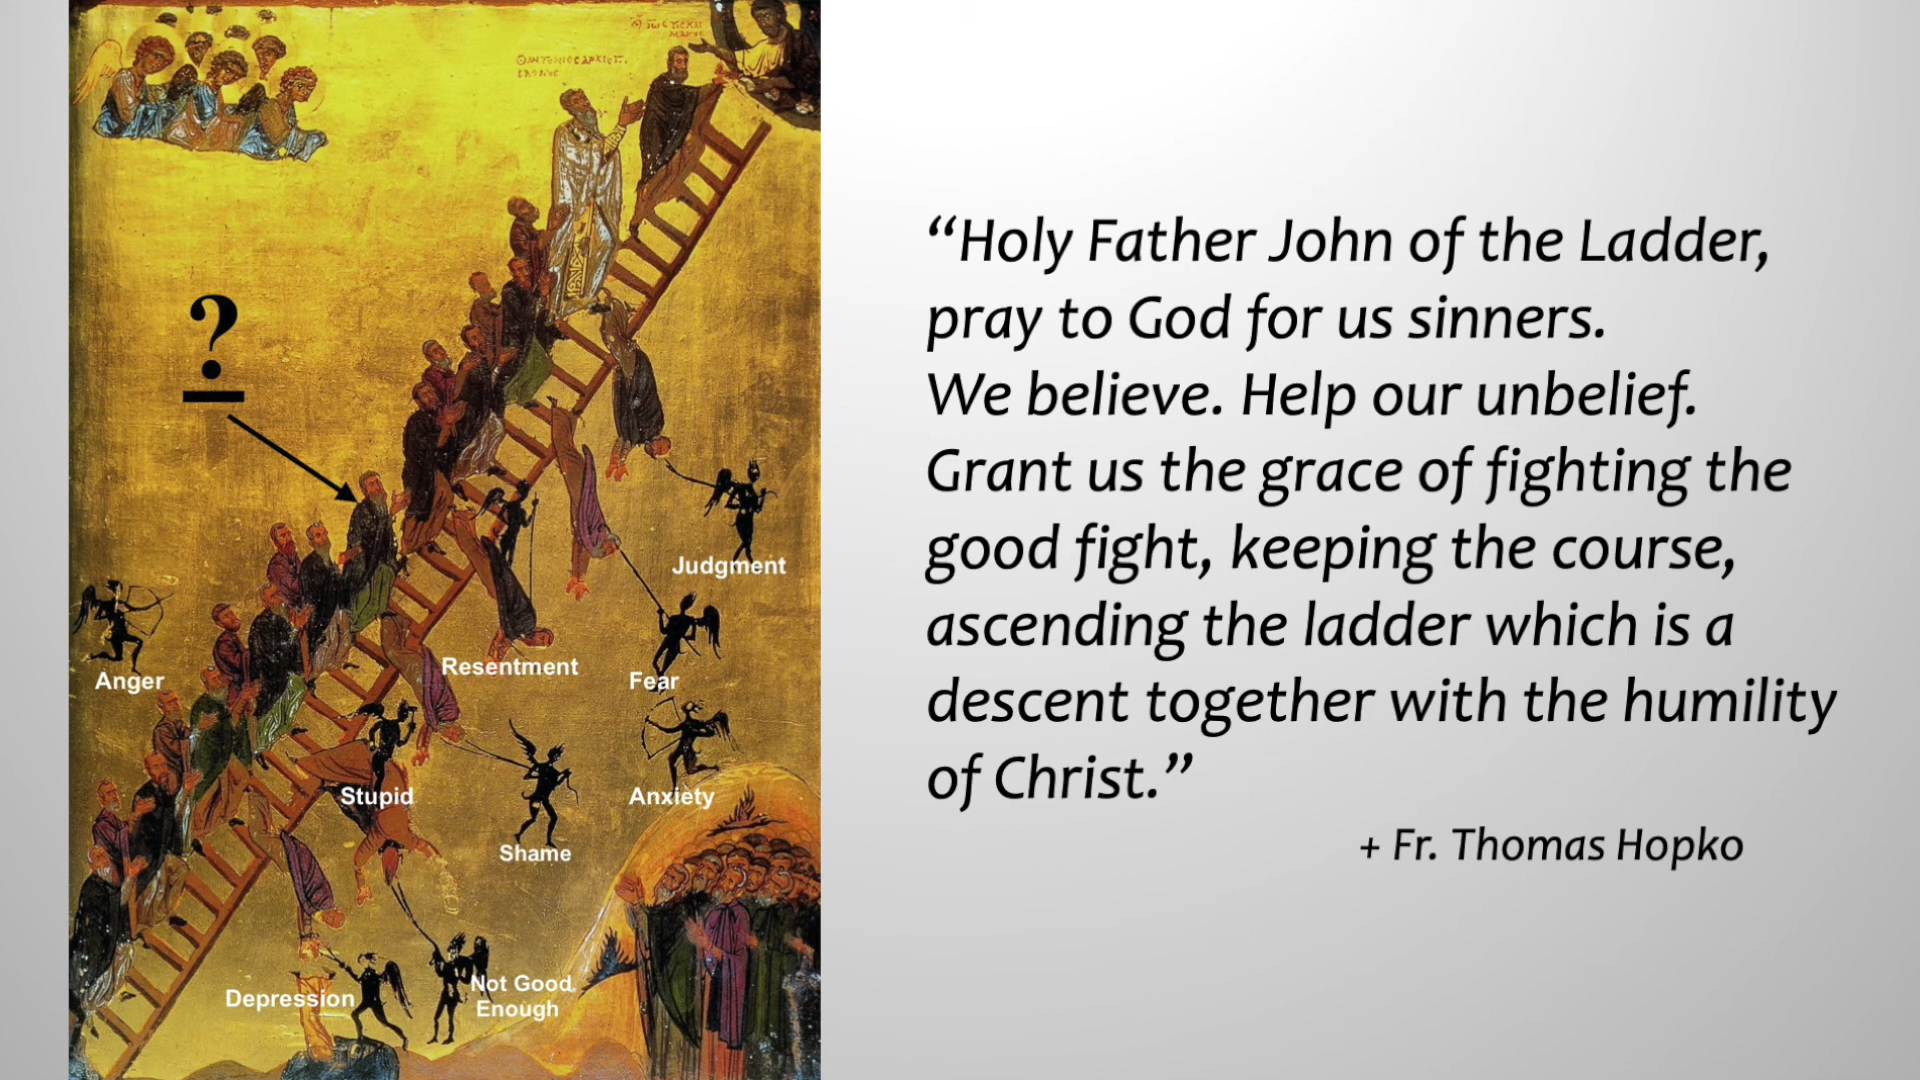 ?
Judgment
Anger
Resentment
Fear
Stupid
Anxiety
Shame
Depression
Not Good
Enough
“Holy Father John of the Ladder,
pray to God for us sinners.
We believe. Help our unbelief.
Grant us the grace of fighting the
good fight, keeping the course,
ascending the ladder which is a
descent together with the humility
of Christ.”
+ Fr. Thomas Hopko